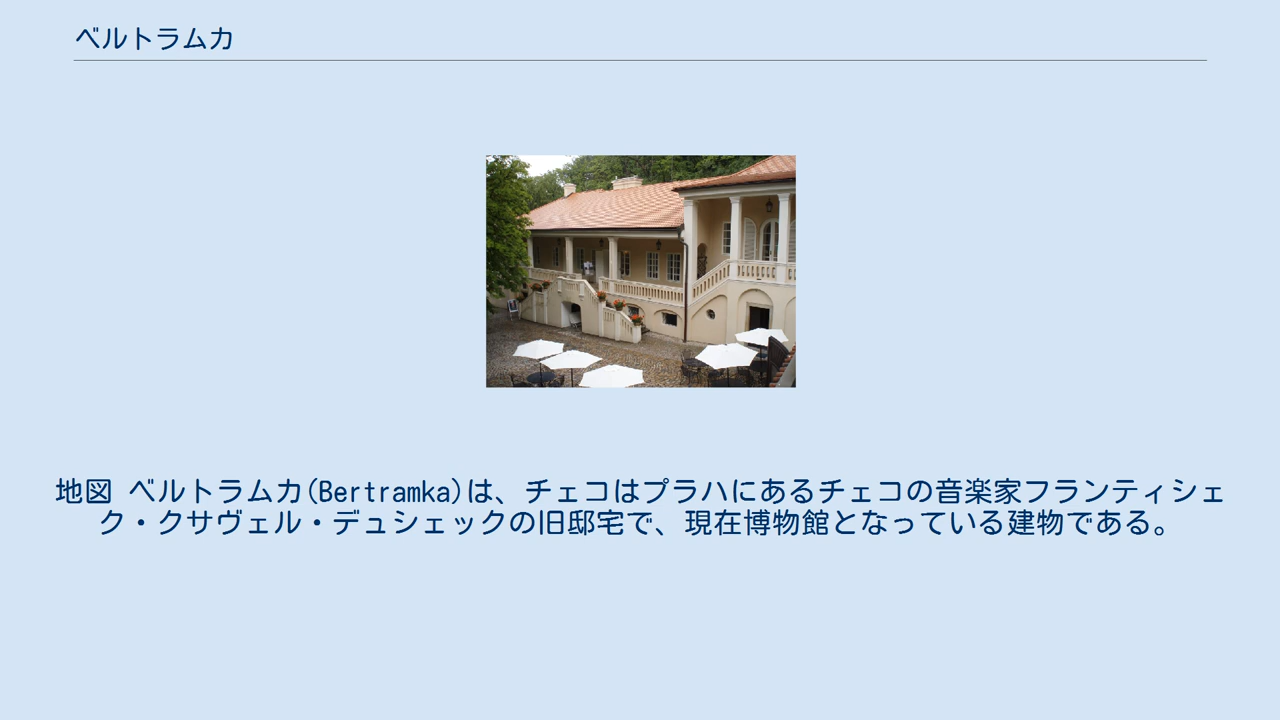 ベルトラムカ
地図 ベルトラムカ(Bertramka)は、チェコはプラハにあるチェコの音楽家フランティシェ
ク・クサヴェル・デュシェックの旧邸宅で、現在博物館となっている建物である。